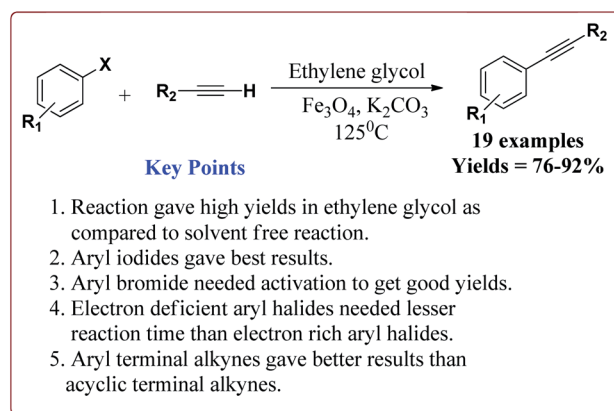 X
R₁
+
R₂
H
Ethylene glycol
Fe₃O₄, K₂CO₃
125⁰C
R₂
R₁
19 examples
Yields = 76-92%
Key Points
1. Reaction gave high yields in ethylene glycol as
compared to solvent free reaction.
2. Aryl iodides gave best results.
3. Aryl bromide needed activation to get good yields.
4. Electron deficient aryl halides needed lesser
reaction time than electron rich aryl halides.
5. Aryl terminal alkynes gave better results than
acyclic terminal alkynes.